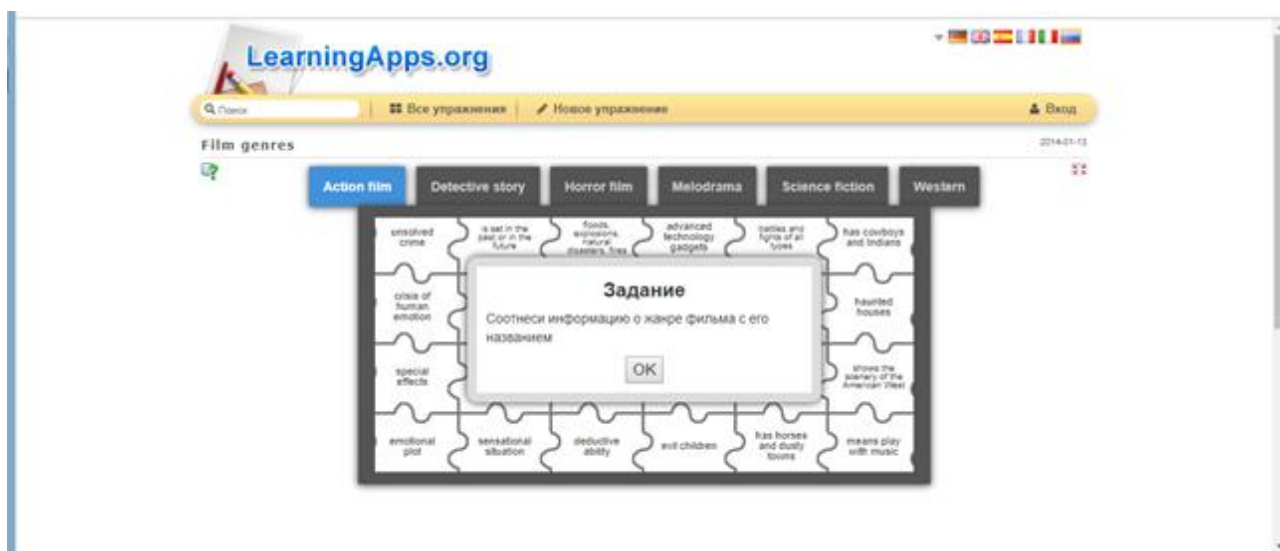 LearningApps.org
Поиск
Все упражнения
Новое упражнение
Вход
Film genres
2014-01-13
Action film
Detective story
Horror film
Melodrama
Science fiction
Western
unsolved
crime
is set in the
past or in the
future
floods,
explosions,
natural
disasters, fires
advanced
technology
gadgets
battles and
fights of all
types
has cowboys
and Indians
crisis of
human
emotion
haunted
houses
Задание
Соотнеси информацию о жанре фильма с его
названием
OK
special
effects
shows the
scenery of the
American West
emotional
plot
sensational
situation
deductive
ability
evil children
has horses
and dusty
towns
means play
with music